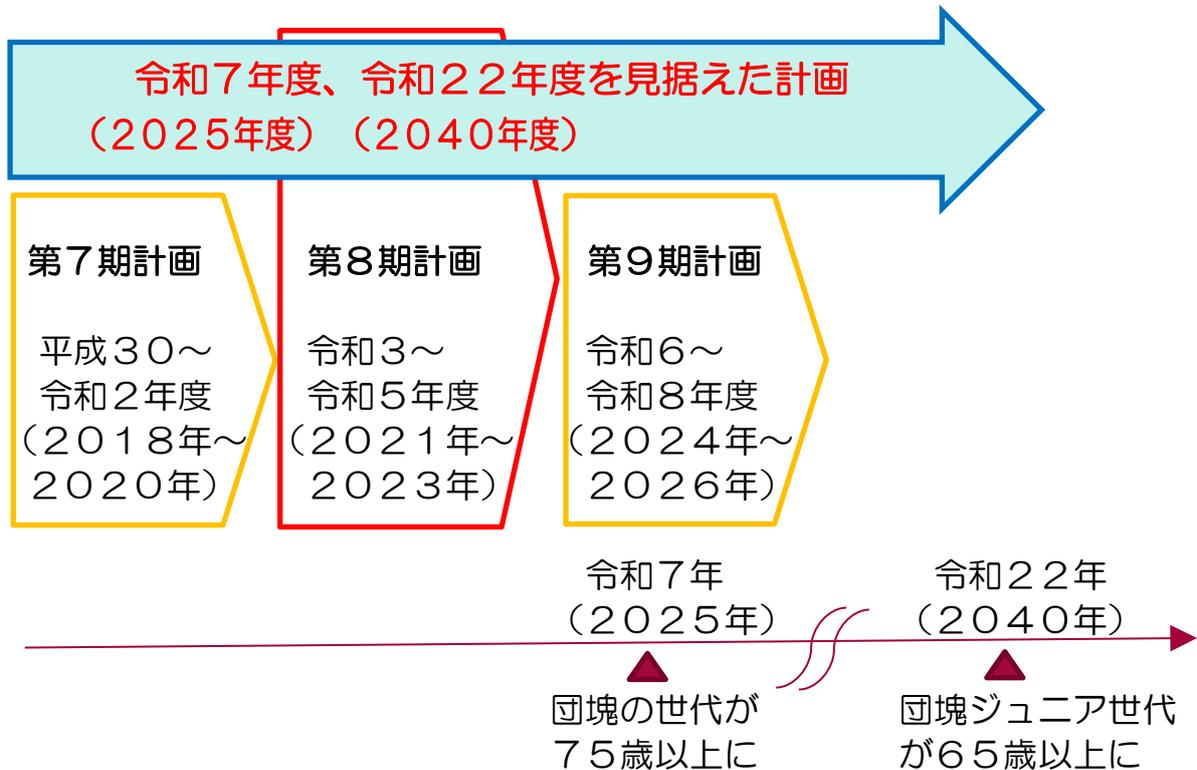 令和７年度、令和２２年度を見据えた計画
（２０２５年度）（２０４０年度）
第７期計画
平成３０～
令和２年度
（２０１８年～
２０２０年）
第８期計画
令和３～
令和５年度
（２０２１年～
２０２３年）
第９期計画
令和６～
令和８年度
（２０２４年～
２０２６年）
令和７年
（２０２５年）
団塊の世代が
７５歳以上に
令和２２年
（２０４０年）
団塊ジュニア世代
が６５歳以上に